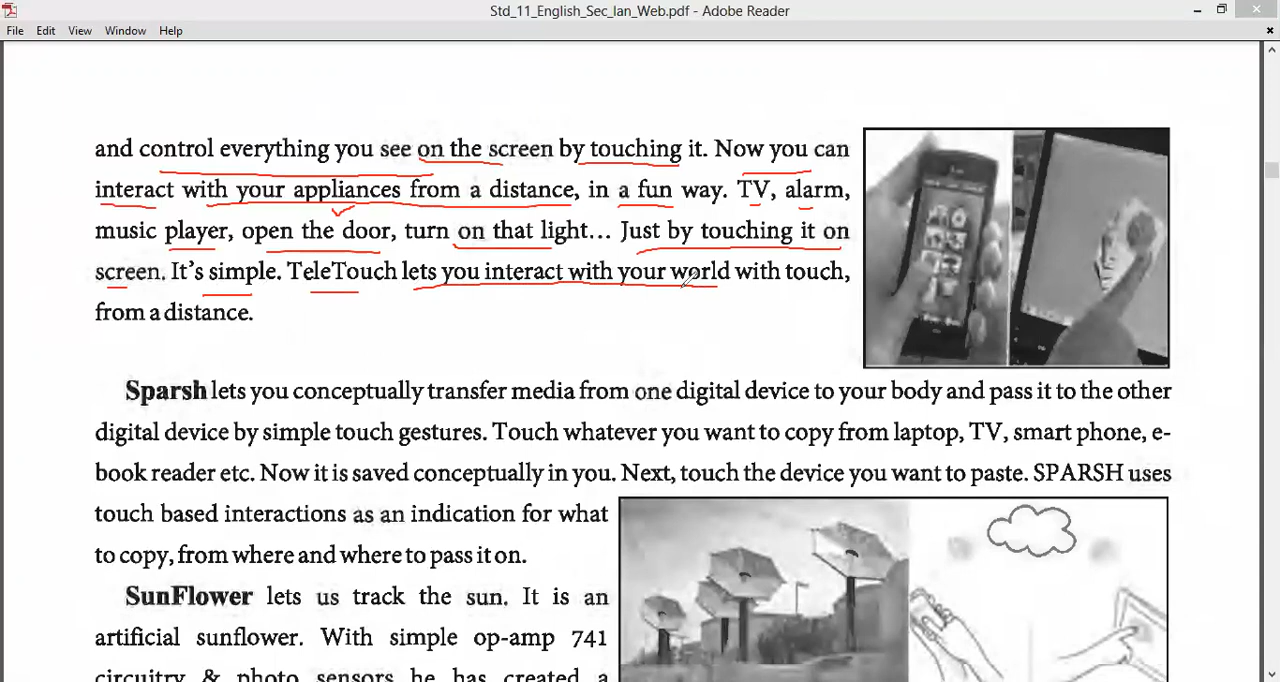 Std_11_English_Sec_lan_Web.pdf - Adobe Reader
File Edit View Window Help
and control everything you see on the screen by touching it. Now you can
interact with your appliances from a distance, in a fun way. TV, alarm,
music player, open the door, turn on that light... Just by touching it on
screen. It's simple. TeleTouch lets you interact with your world with touch,
from a distance.
Sparsh lets you conceptually transfer media from one digital device to your body and pass it to the other
digital device by simple touch gestures. Touch whatever you want to copy from laptop, TV, smart phone, e-
book reader etc. Now it is saved conceptually in you. Next, touch the device you want to paste. SPARSH uses
touch based interactions as an indication for what
to copy, from where and where to pass it on.
SunFlower lets us track the sun. It is an
artificial sunflower. With simple op-amp 741
circuitry & photo sensors he has created a